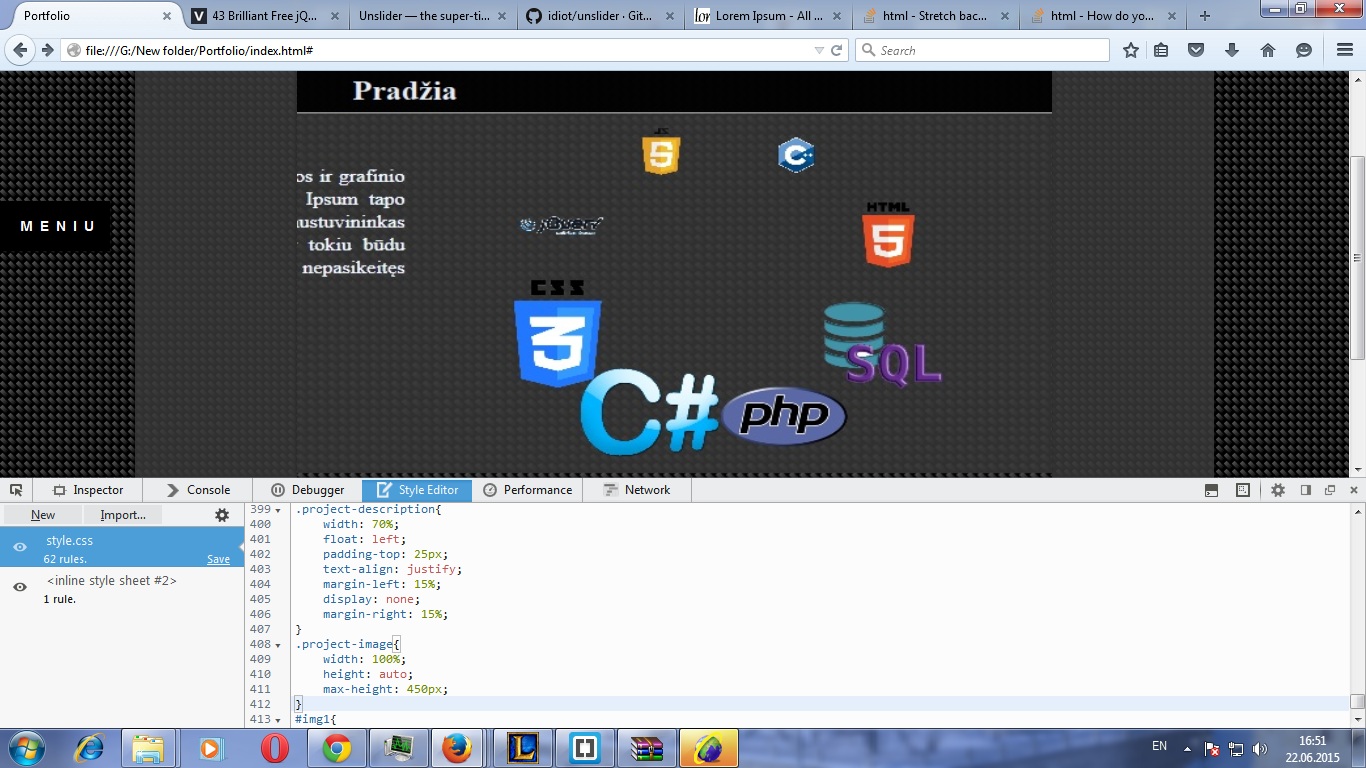 Portfolio
43 Brilliant Free jQ...
Unslider — the super-ti...
idiot/unslider · Git...
lor
Lorem Ipsum - All ...
html - Stretch bac...
html - How do yo...
file:///G:/New folder/Portfolio/index.html#
Search
Pradžia
JS
5
C++
os ir grafinio
Ipsum tapo
ustuvininkas
tokiu būdu
nepasikeitęs
MENIU
jQuery
HTML
5
CSS
3
SQL
C#
php
Inspector
Console
Debugger
Style Editor
Performance
Network
New
Import...
style.css
62 rules.
Save
<inline style sheet #2>
1 rule.
399 .project-description{
400 width: 70%;
401 float: left;
402 padding-top: 25px;
403 text-align: justify;
404 margin-left: 15%;
405 display: none;
406 margin-right: 15%;
407 }
408 .project-image{
409 width: 100%;
410 height: auto;
411 max-height: 450px;
412 }
413 #img1{
EN
16:51
22.06.2015